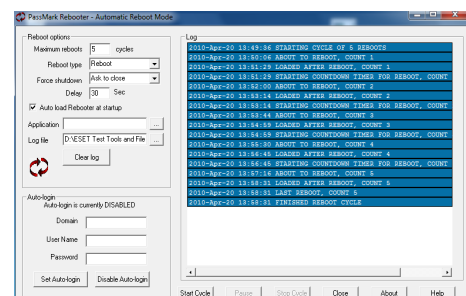 PassMark Rebooter - Automatic Reboot Mode
Reboot options
Maximum reboots 5 cycles
Reboot type Reboot
Force shutdown Ask to close
Delay 30 Sec
Auto load Rebooter at startup
Application ...
Log file D:\ESET Test Tools and File ...
Clear log
Auto-login
Auto-login is currently DISABLED
Domain
User Name
Password
Set Auto-login Disable Auto-login
Log
2010-Apr-20 13:49:36 STARTING CYCLE OF 5 REBOOTS
2010-Apr-20 13:50:06 ABOUT TO REBOOT, COUNT 1
2010-Apr-20 13:51:29 LOADED AFTER REBOOT, COUNT 1
2010-Apr-20 13:51:29 STARTING COUNTDOWN TIMER FOR REBOOT, COUNT
2010-Apr-20 13:52:00 ABOUT TO REBOOT, COUNT 2
2010-Apr-20 13:53:14 LOADED AFTER REBOOT, COUNT 2
2010-Apr-20 13:53:14 STARTING COUNTDOWN TIMER FOR REBOOT, COUNT
2010-Apr-20 13:53:44 ABOUT TO REBOOT, COUNT 3
2010-Apr-20 13:54:59 LOADED AFTER REBOOT, COUNT 3
2010-Apr-20 13:54:59 STARTING COUNTDOWN TIMER FOR REBOOT, COUNT
2010-Apr-20 13:55:30 ABOUT TO REBOOT, COUNT 4
2010-Apr-20 13:56:45 LOADED AFTER REBOOT, COUNT 4
2010-Apr-20 13:56:45 STARTING COUNTDOWN TIMER FOR REBOOT, COUNT
2010-Apr-20 13:57:16 ABOUT TO REBOOT, COUNT 5
2010-Apr-20 13:58:31 LOADED AFTER REBOOT, COUNT 5
2010-Apr-20 13:58:31 LAST REBOOT, COUNT 5
2010-Apr-20 13:58:31 FINISHED REBOOT CYCLE
Start Cycle Pause Stop Cycle Close About Help